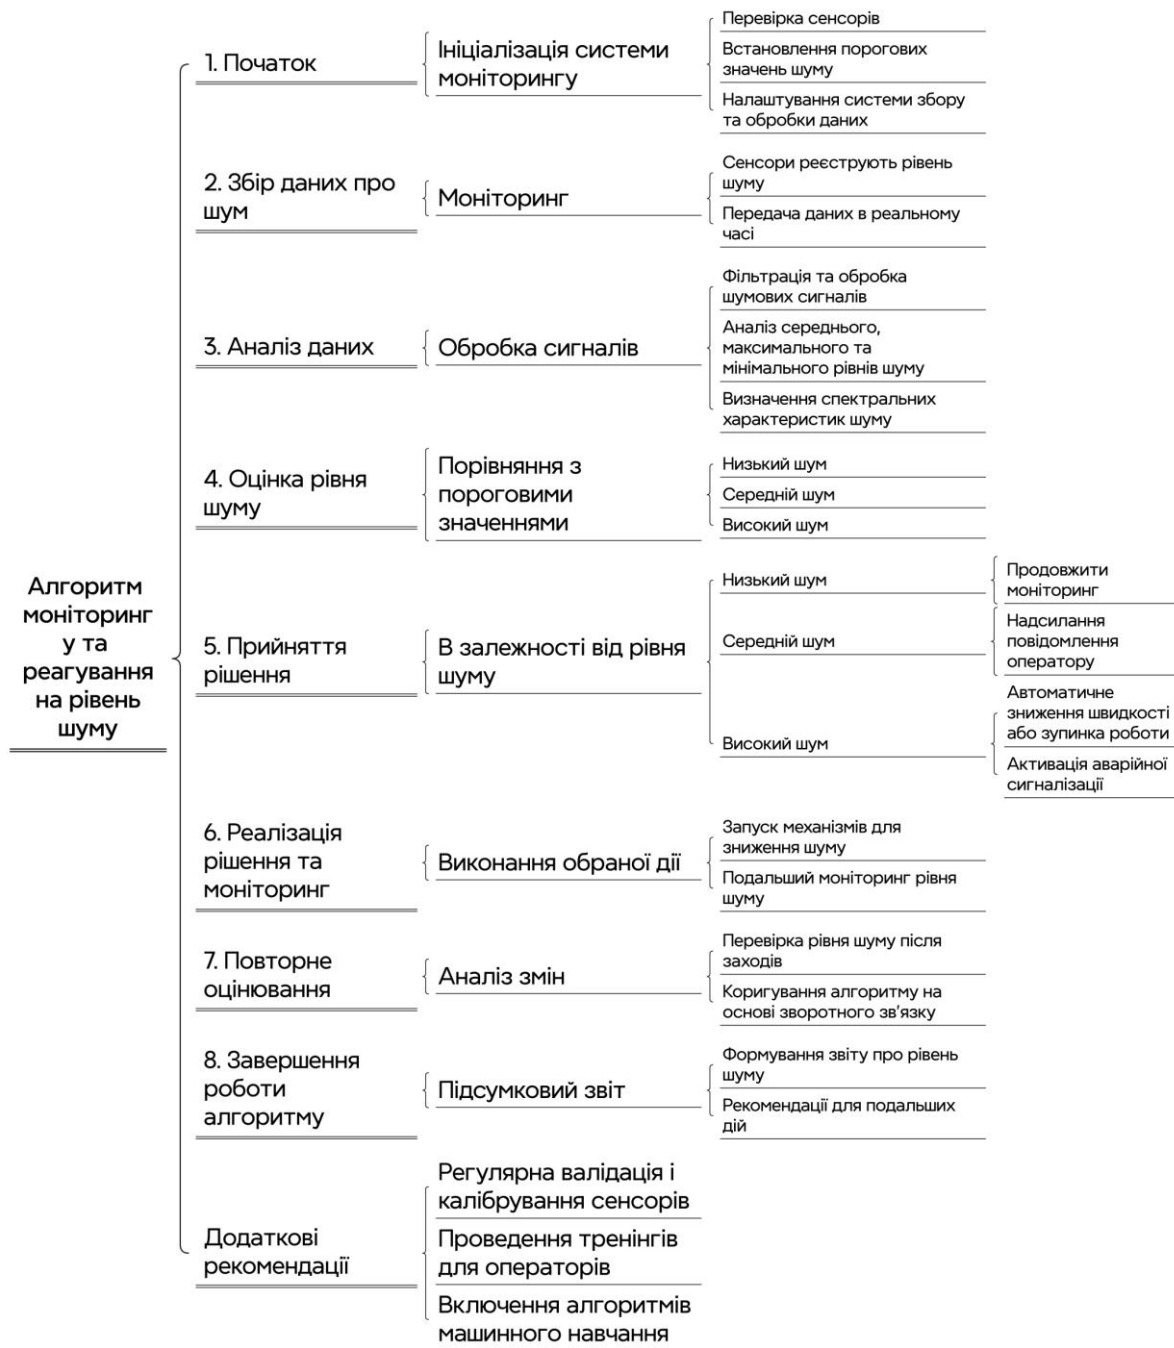 1. Початок
Ініціалізація системи
моніторингу
Перевірка сенсорів
Встановлення порогових
значень шуму
Налаштування системи збору
та обробки даних
2. Збір даних про
шум
Моніторинг
Сенсори реєструють рівень
шуму
Передача даних в реальному
часі
3. Аналіз даних
Обробка сигналів
Фільтрація та обробка
шумових сигналів
Аналіз середнього,
максимального та
мінімального рівнів шуму
Визначення спектральних
характеристик шуму
4. Оцінка рівня
шуму
Порівняння з
пороговими
значеннями
Низький шум
Середній шум
Високий шум
Алгоритм
моніторинг
у та
реагування
на рівень
шуму
5. Прийняття
рішення
В залежності від рівня
шуму
Низький шум
Продовжити
моніторинг
Середній шум
Надсилання
повідомлення
оператору
Високий шум
Автоматичне
зниження швидкості
або зупинка роботи
Активація аварійної
сигналізації
6. Реалізація
рішення та
моніторинг
Виконання обраної дії
Запуск механізмів для
зниження шуму
Подальший моніторинг рівня
шуму
7. Повторне
оцінювання
Аналіз змін
Перевірка рівня шуму після
заходів
Коригування алгоритму на
основі зворотного зв'язку
8. Завершення
роботи
алгоритму
Підсумковий звіт
Формування звіту про рівень
шуму
Рекомендації для подальших
дій
Додаткові
рекомендації
Регулярна валідація і
калібрування сенсорів
Проведення тренінгів
для операторів
Включення алгоритмів
машинного навчання